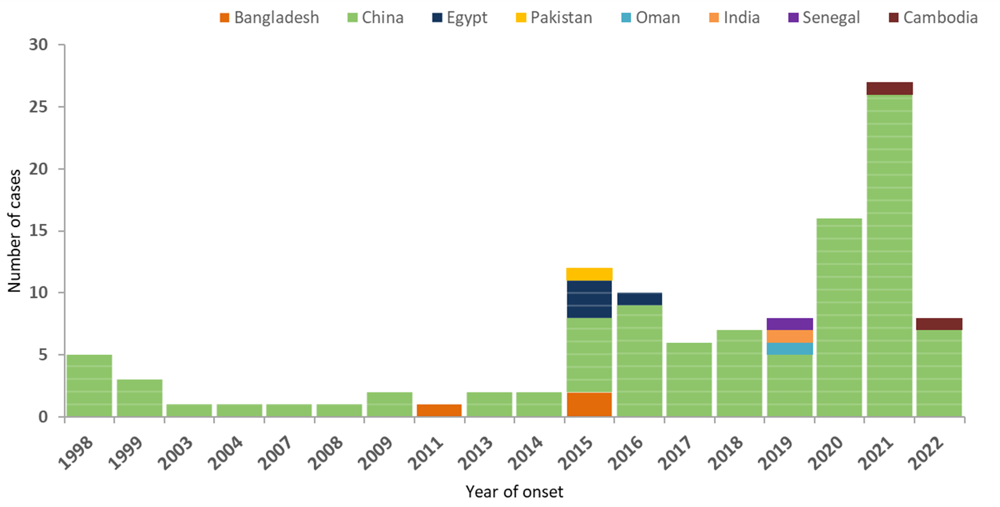 Bangladesh China Egypt Pakistan Oman India Senegal Cambodia
30
25
20
15
10
5
0
Number of cases
1998 1999 2003 2004 2007 2008 2009 2011 2013 2014 2015 2016 2017 2018 2019 2020 2021 2022
Year of onset